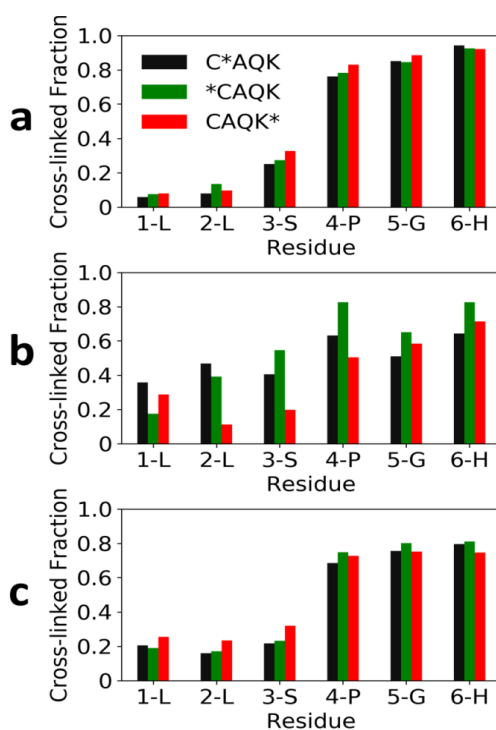 a
Cross-linked Fraction
1.0
0.8
0.6
0.4
0.2
0
C*AQK
*CAQK
CAQK*
1-L 2-L 3-S 4-P 5-G 6-H
Residue
b
Cross-linked Fraction
1.0
0.8
0.6
0.4
0.2
0
1-L 2-L 3-S 4-P 5-G 6-H
Residue
c
Cross-linked Fraction
1.0
0.8
0.6
0.4
0.2
0
1-L 2-L 3-S 4-P 5-G 6-H
Residue